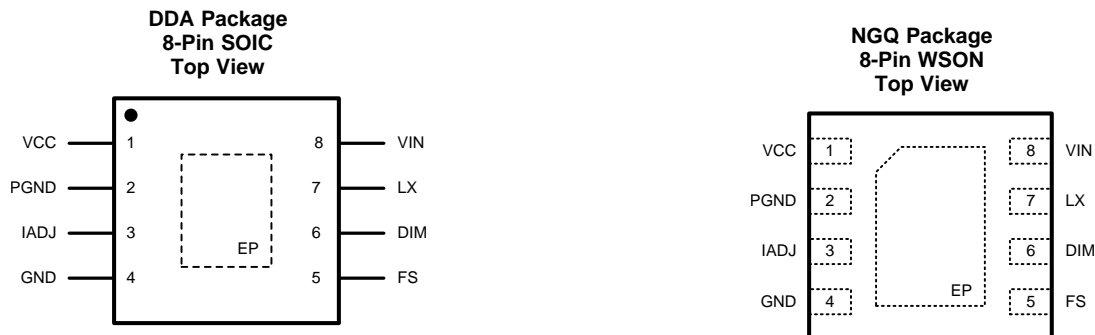 DDA Package
8-Pin SOIC
Top View
VCC 1 8 VIN
PGND 2 7 LX
IADJ 3 6 DIM
EP
GND 4 5 FS
NGQ Package
8-Pin WSON
Top View
VCC 1 8 VIN
PGND 2 7 LX
IADJ 3 6 DIM
EP
GND 4 5 FS